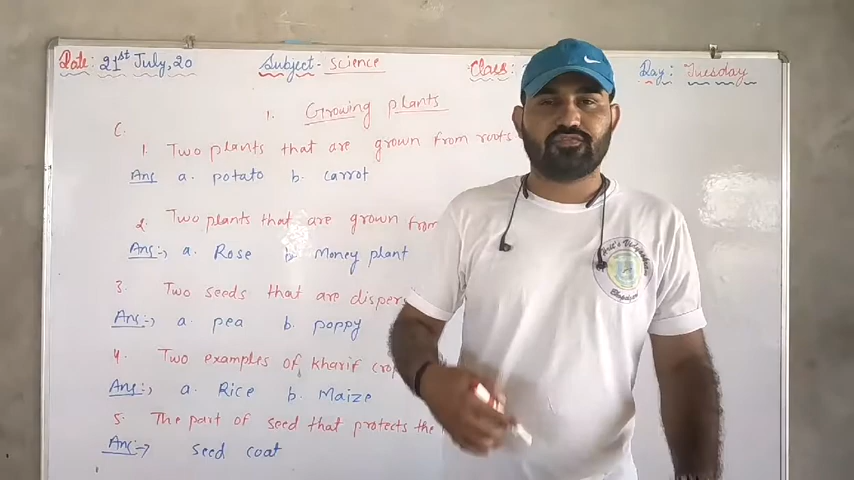 Date: 21st July, 20 Subject:- Science Class: Day: Tuesday
1. Growing plants
C.
1. Two plants that are grown from roots
Ans:- a. potato b. carrot
2. Two plants that are grown from
Ans:-, a. Rose b. Money plant
3. Two seeds that are dispers
Ans:-, a. pea b. poppy
4. Two examples of kharif cro
Ans:-, a. Rice b. Maize
5. The part of seed that protects the
Ans:-> seed coat